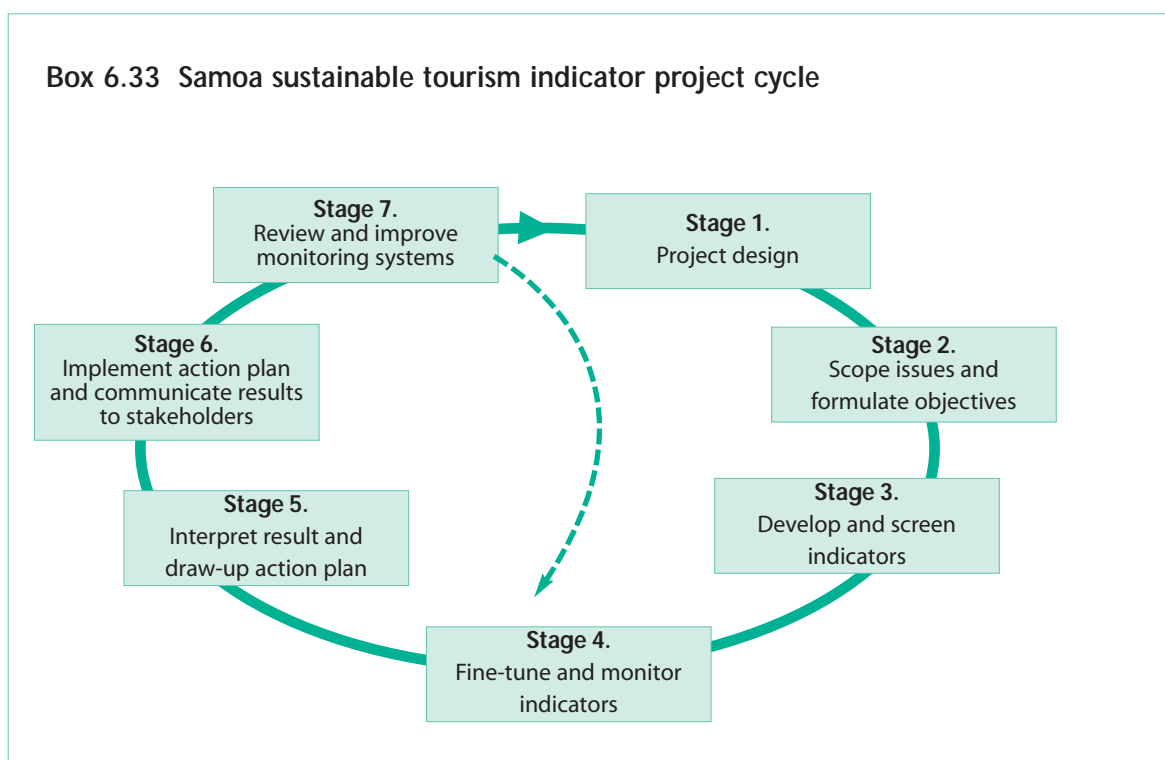 Box 6.33 Samoa sustainable tourism indicator project cycle
Stage 1.
Project design
Stage 2.
Scope issues and
formulate objectives
Stage 3.
Develop and screen
indicators
Stage 4.
Fine-tune and monitor
indicators
Stage 5.
Interpret result and
draw-up action plan
Stage 6.
Implement action plan
and communicate results
to stakeholders
Stage 7.
Review and improve
monitoring systems